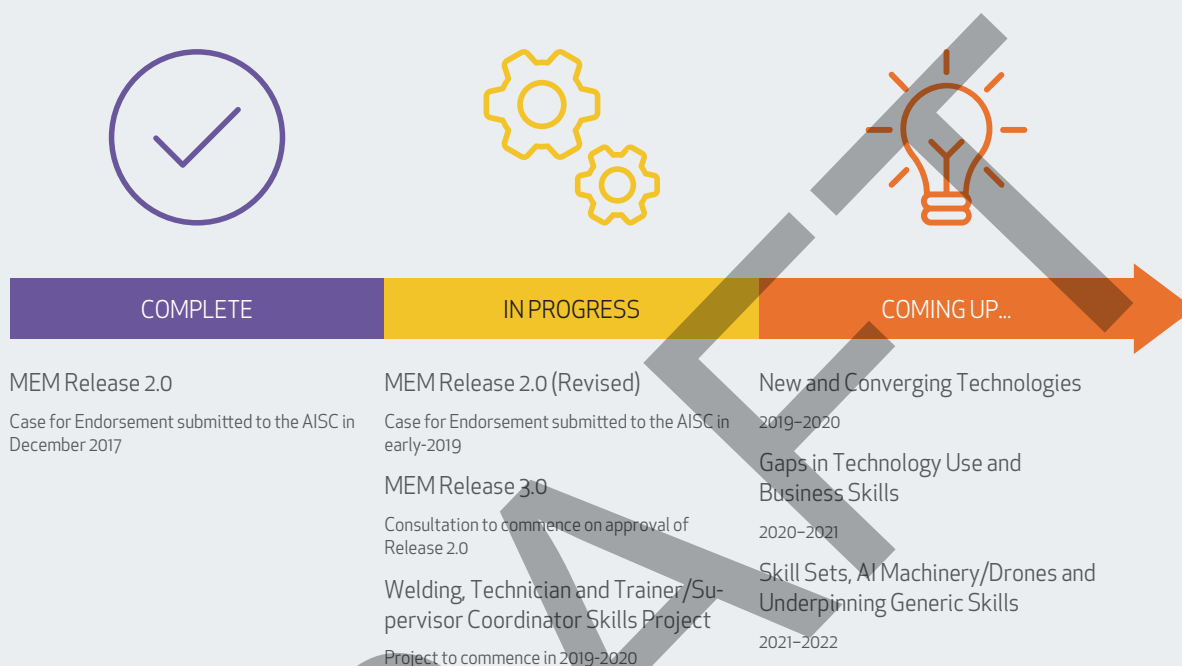 COMPLETE
IN PROGRESS
COMING UP...
MEM Release 2.0
Case for Endorsement submitted to the AISC in
December 2017
MEM Release 2.0 (Revised)
Case for Endorsement submitted to the AISC in
early-2019
MEM Release 3.0
Consultation to commence on approval of
Release 2.0
Welding, Technician and Trainer/Su-
pervisor Coordinator Skills Project
Project to commence in 2019-2020
New and Converging Technologies
2019–2020
Gaps in Technology Use and
Business Skills
2020–2021
Skill Sets, AI Machinery/Drones and
Underpinning Generic Skills
2021–2022
AFT